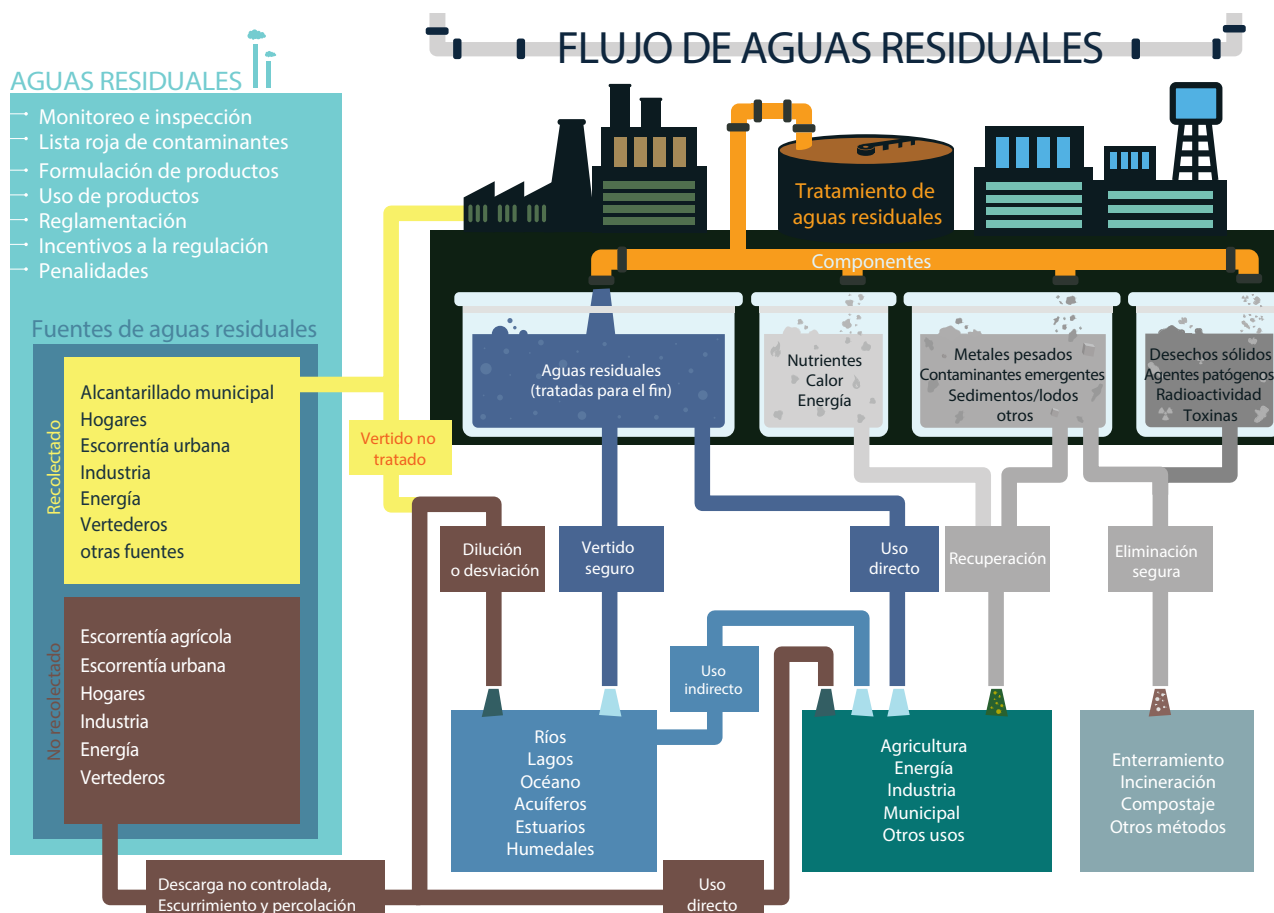 FLUJO DE AGUAS RESIDUALES
AGUAS RESIDUALES
Monitoreo e inspección
Lista roja de contaminantes
Formulación de productos
Uso de productos
Reglamentación
Incentivos a la regulación
Penalidades
Fuentes de aguas residuales
Recolectado
Alcantarillado municipal
Hogares
Escorrentía urbana
Industria
Energía
Vertederos
otras fuentes
No recolectado
Escorrentía agrícola
Escorrentía urbana
Hogares
Industria
Energía
Vertederos
Descarga no controlada,
Escurrimiento y percolación
Vertido no
tratado
Tratamiento de
aguas residuales
Componentes
Aguas residuales
(tratadas para el fin)
Nutrientes
Calor
Energía
Metales pesados
Contaminantes emergentes
Sedimentos/lodos
otros
Desechos sólidos
Agentes patógenos
Radioactividad
Toxinas
Dilución
o desviación
Vertido
seguro
Uso
directo
Recuperación
Eliminación
segura
Uso
indirecto
Ríos
Lagos
Océano
Acuíferos
Estuarios
Humedales
Agricultura
Energía
Industria
Municipal
Otros usos
Enterramiento
Incineración
Compostaje
Otros métodos
Uso
directo